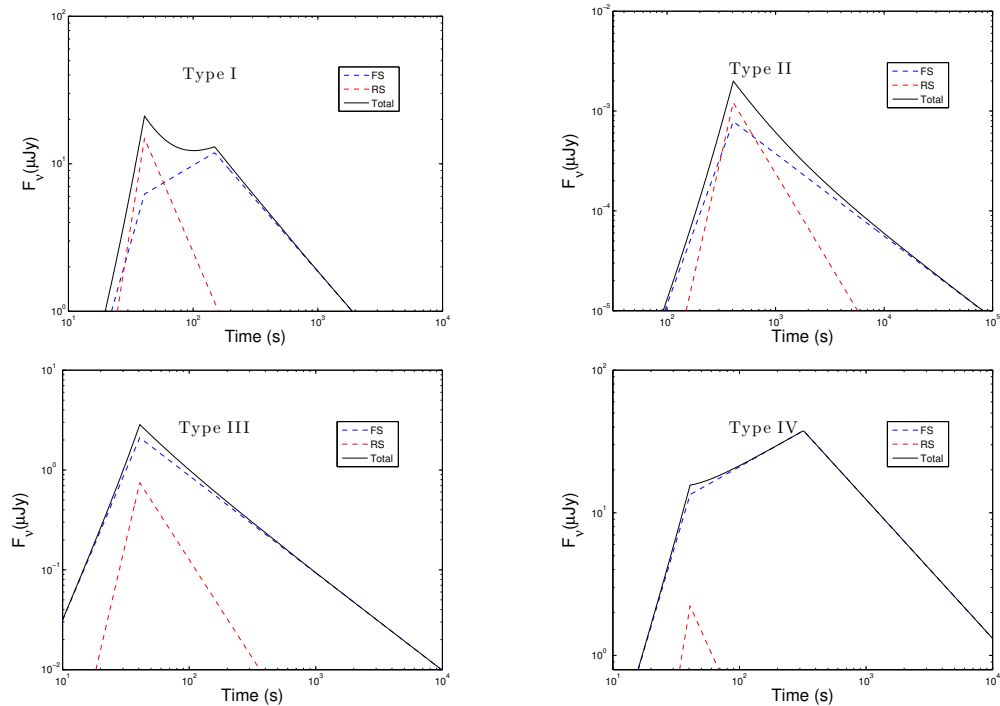 10^2
10^1
10^0
F_ν(μJy)
Type I
FS
RS
Total
10^1 10^2 10^3 10^4
Time (s)
10^-2
10^-3
10^-4
10^-5
F_ν(μJy)
Type II
FS
RS
Total
10^2 10^3 10^4 10^5
Time (s)
10^1
10^0
10^-1
10^-2
F_ν(μJy)
Type III
FS
RS
Total
10^1 10^2 10^3 10^4
Time (s)
10^2
10^1
10^0
F_ν(μJy)
Type IV
FS
RS
Total
10^1 10^2 10^3 10^4
Time (s)